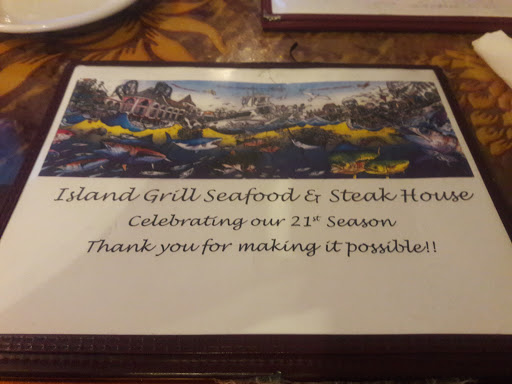 Island Grill Seafood & Steak House
Celebrating our 21st Season
Thank you for making it possible!!